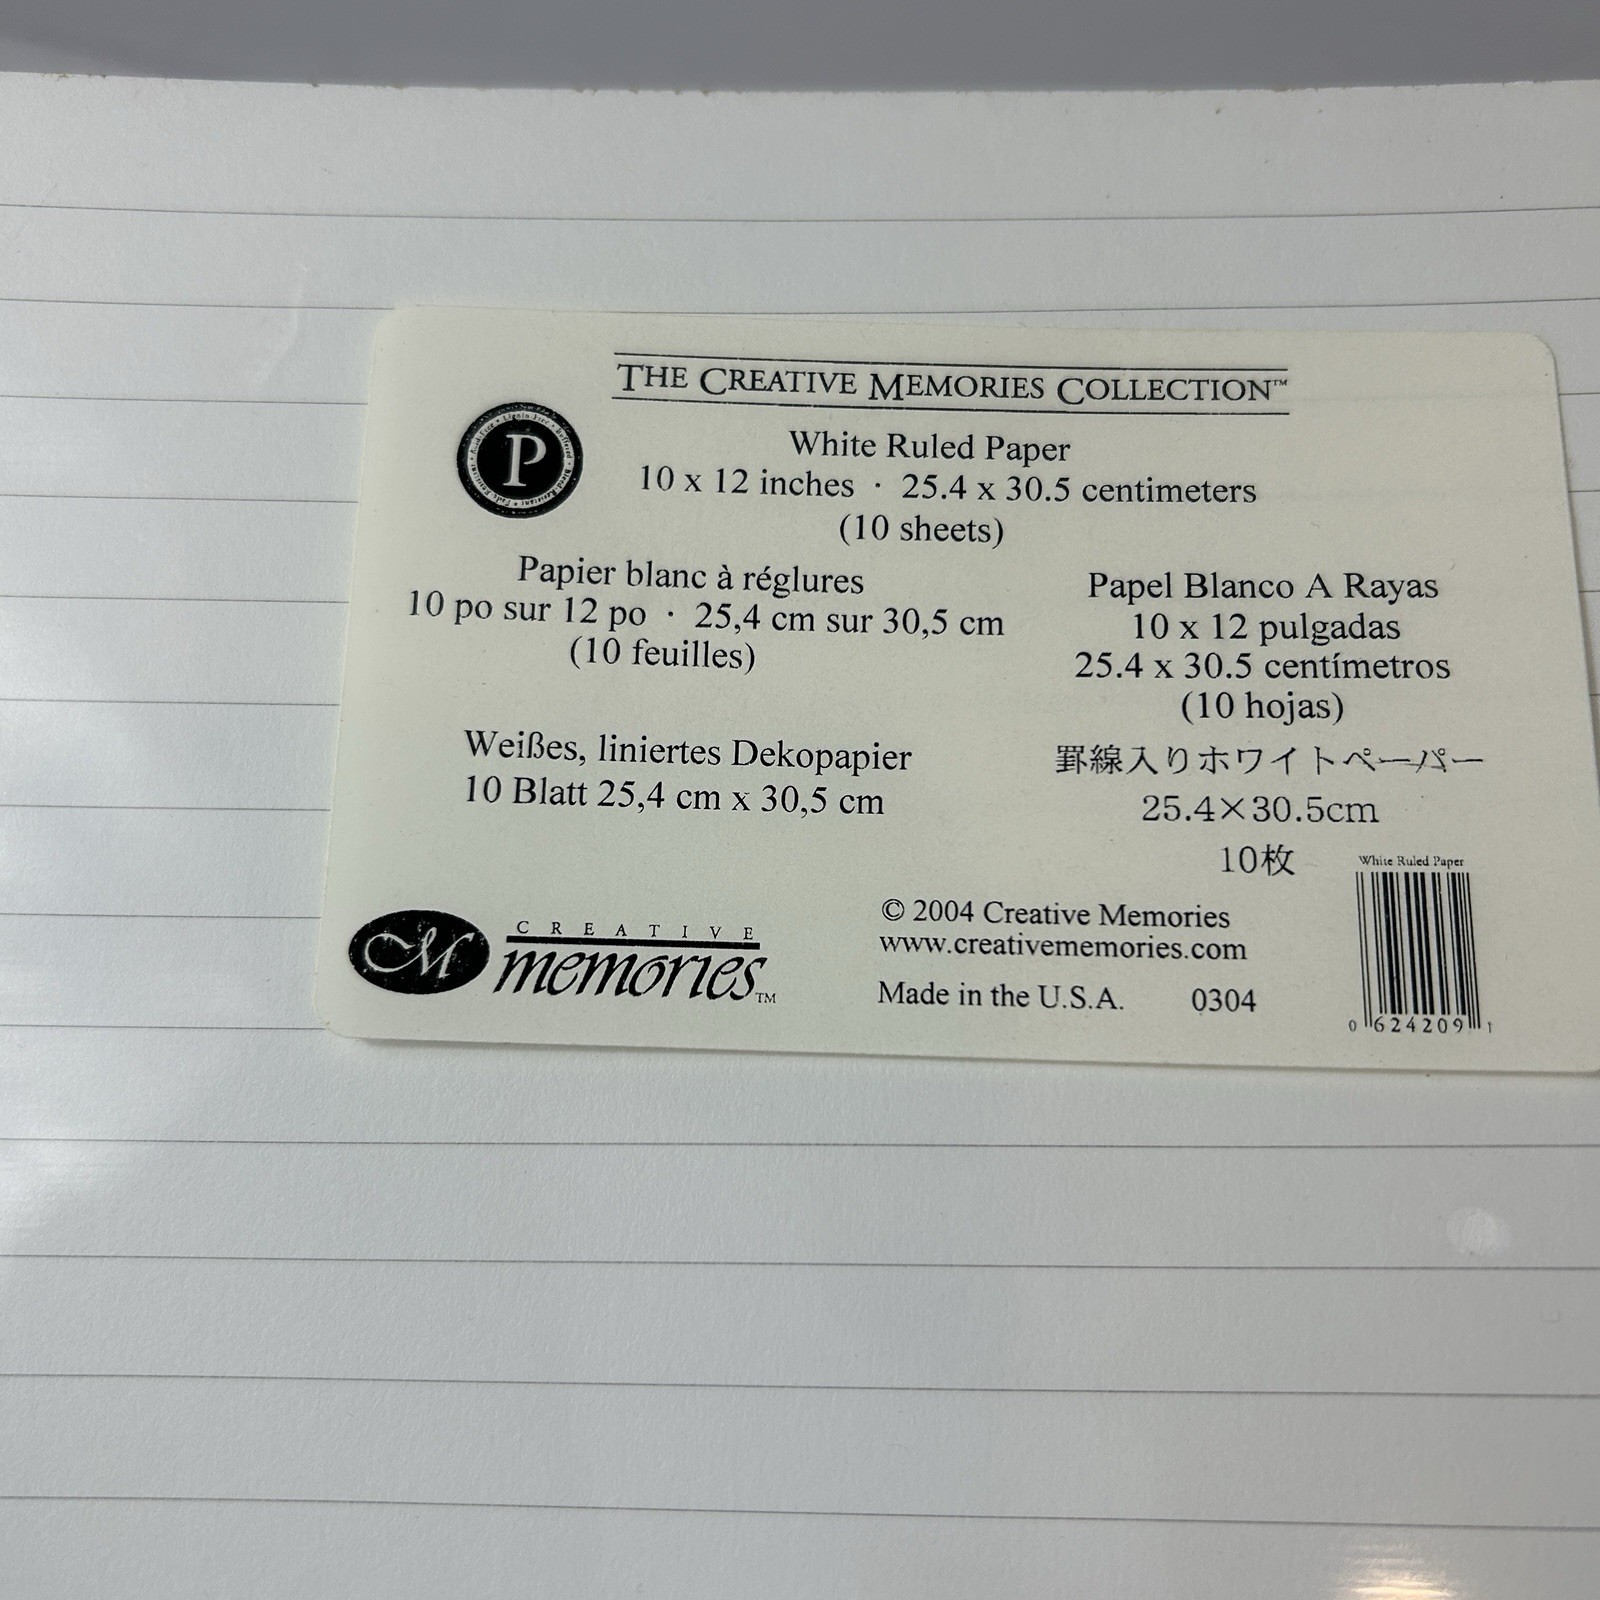 THE CREATIVE MEMORIES COLLECTION™
P
White Ruled Paper
10 x 12 inches · 25.4 x 30.5 centimeters
(10 sheets)
Papier blanc à réglures
10 po sur 12 po · 25,4 cm sur 30,5 cm
(10 feuilles)
Papel Blanco A Rayas
10 x 12 pulgadas
25.4 x 30.5 centímetros
(10 hojas)
Weißes, liniertes Dekopapier
10 Blatt 25,4 cm x 30,5 cm
罫線入りホワイトペーパー
25.4×30.5cm
10枚
CM CREATIVE
memories™
© 2004 Creative Memories
www.creativememories.com
Made in the U.S.A. 0304
White Ruled Paper
0 624209 1